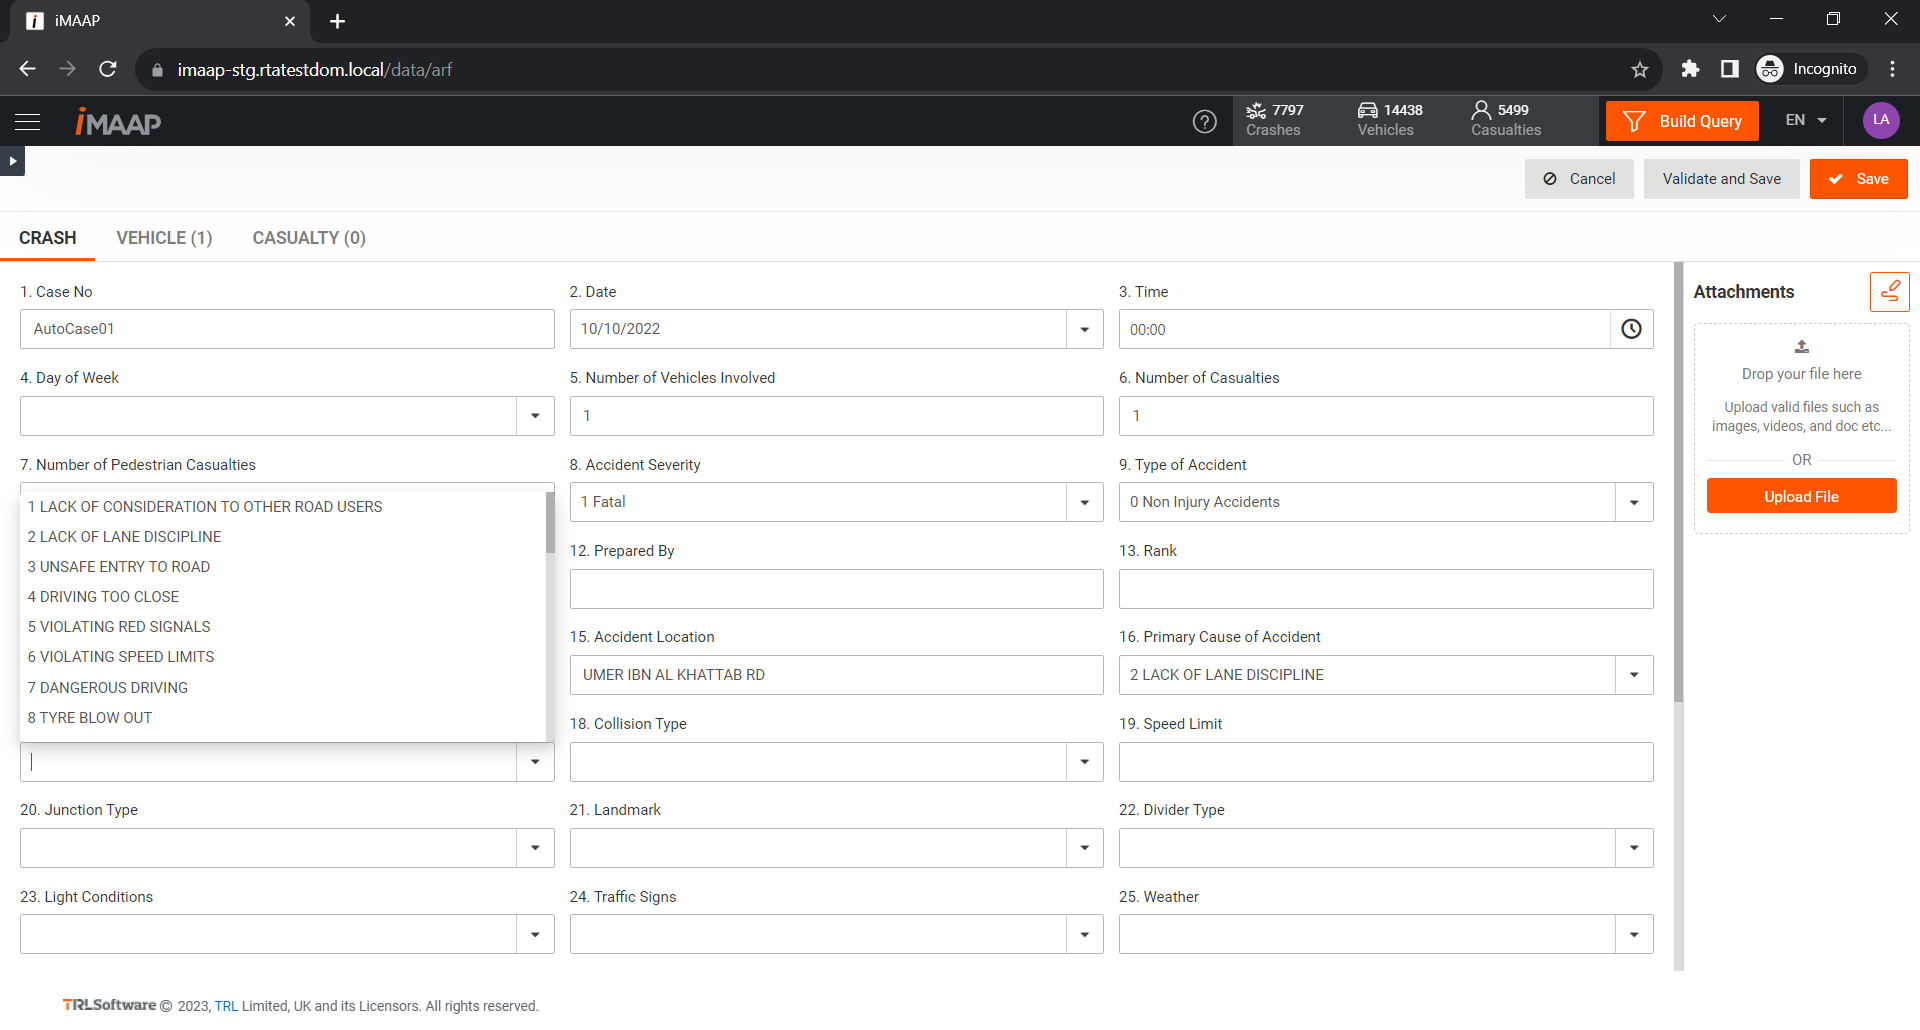 iMAAP
imaap-stg.rtatestdom.local/data/arf
Incognito
iMAAP
7797
Crashes
14438
Vehicles
5499
Casualties
Build Query
EN
LA
Cancel
Validate and Save
Save
CRASH
VEHICLE (1)
CASUALTY (0)
1. Case No
2. Date
3. Time
AutoCase01
10/10/2022
00:00
4. Day of Week
5. Number of Vehicles Involved
6. Number of Casualties
1
1
7. Number of Pedestrian Casualties
8. Accident Severity
9. Type of Accident
1 Fatal
0 Non Injury Accidents
1 LACK OF CONSIDERATION TO OTHER ROAD USERS
2 LACK OF LANE DISCIPLINE
3 UNSAFE ENTRY TO ROAD
4 DRIVING TOO CLOSE
5 VIOLATING RED SIGNALS
6 VIOLATING SPEED LIMITS
7 DANGEROUS DRIVING
8 TYRE BLOW OUT
12. Prepared By
13. Rank
15. Accident Location
16. Primary Cause of Accident
UMER IBN AL KHATTAB RD
2 LACK OF LANE DISCIPLINE
18. Collision Type
19. Speed Limit
20. Junction Type
21. Landmark
22. Divider Type
23. Light Conditions
24. Traffic Signs
25. Weather
Attachments
Drop your file here
Upload valid files such as
images, videos, and doc etc...
OR
Upload File
TRLSoftware © 2023, TRL Limited, UK and its Licensors. All rights reserved.